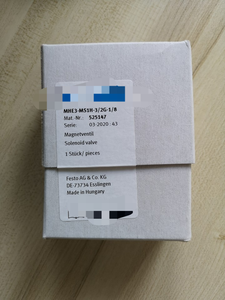 MHE3-M5SH-3/2G-1/8
Mat. Nr.: 525147
Serie: 03-2020 43
Magnetventil
Solenoid valve
1 Stück/ pieces
Festo AG & Co. KG
DE-73734 Esslingen
Made in Hungary